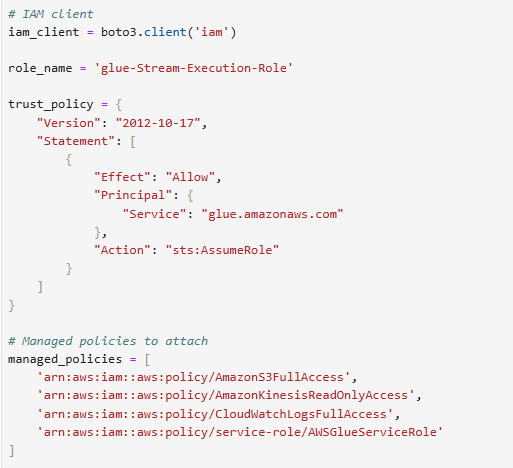 # IAM client
iam_client = boto3.client('iam')
role_name = 'glue-Stream-Execution-Role'
trust_policy = {
    "Version": "2012-10-17",
    "Statement": [
        {
            "Effect": "Allow",
            "Principal": {
                "Service": "glue.amazonaws.com"
            },
            "Action": "sts:AssumeRole"
        }
    ]
}
# Managed policies to attach
managed_policies = [
    'arn:aws:iam::aws:policy/AmazonS3FullAccess',
    'arn:aws:iam::aws:policy/AmazonKinesisReadOnlyAccess',
    'arn:aws:iam::aws:policy/CloudWatchLogsFullAccess',
    'arn:aws:iam::aws:policy/service-role/AWSGlueServiceRole'
]